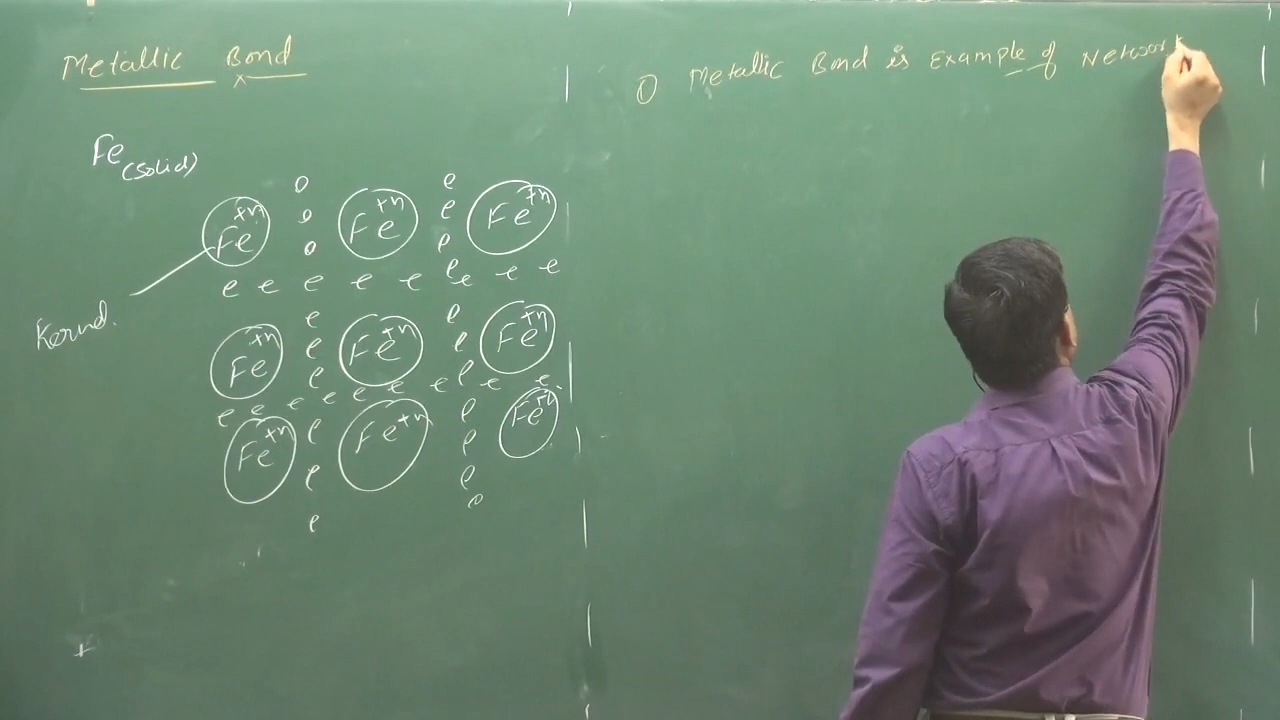 Metallic Bond
Fe(solid)
Fe+n o Fe+n e Fe+n
o e
o e
e e e e e e e e
Kernel.
e e
Fe+n e Fe+n e Fe+n
e e
e e e e e e e e
Fe+n e Fe+n e Fe+n
e e
e e
e o
① Metallic Bond is Example of Network